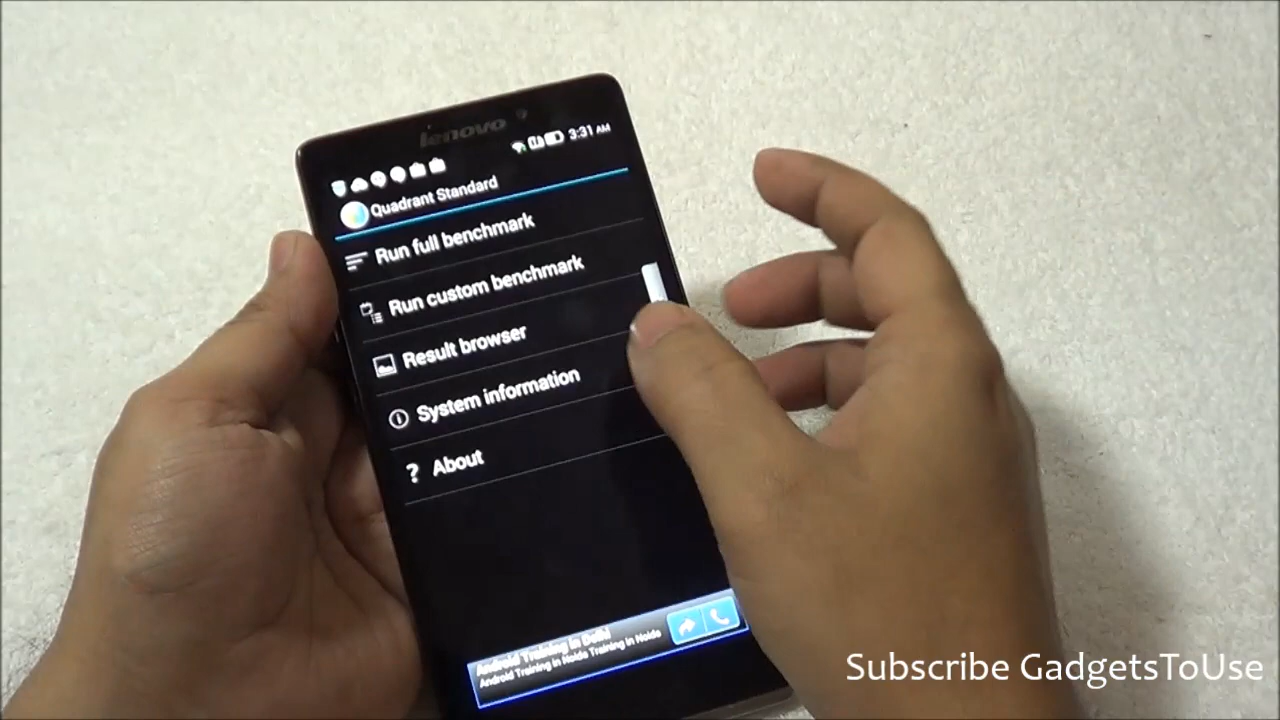 lenovo
3:31 AM
Quadrant Standard
Run full benchmark
Run custom benchmark
Result browser
System information
? About
Android Training in Delhi
Android Training in Noida Training in Noida
Subscribe GadgetsToUse